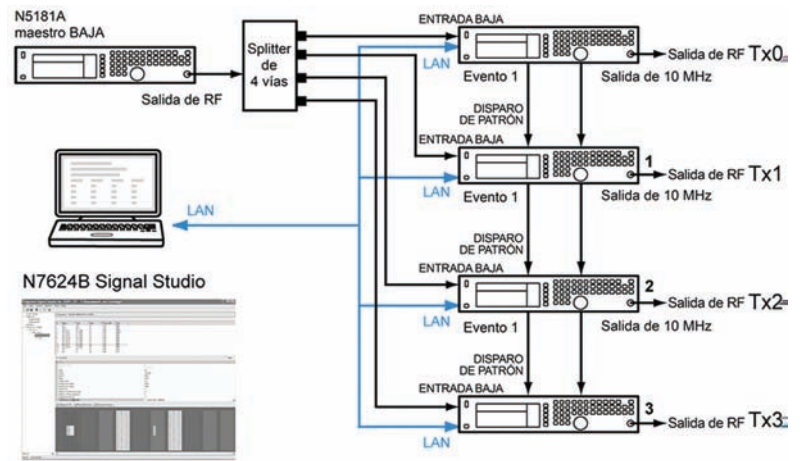 N5181A
maestro BAJA
Salida de RF
Splitter
de
4 vías
ENTRADA BAJA
LAN
Evento 1
Salida de 10 MHz
Salida de RF Tx0
DISPARO
DE PATRÓN
ENTRADA BAJA
1
LAN
Evento 1
Salida de 10 MHz
Salida de RF Tx1
LAN
DISPARO
DE PATRÓN
ENTRADA BAJA
2
LAN
Evento 1
Salida de 10 MHz
Salida de RF Tx2
DISPARO
DE PATRÓN
ENTRADA BAJA
3
LAN
Salida de RF Tx3
N7624B Signal Studio